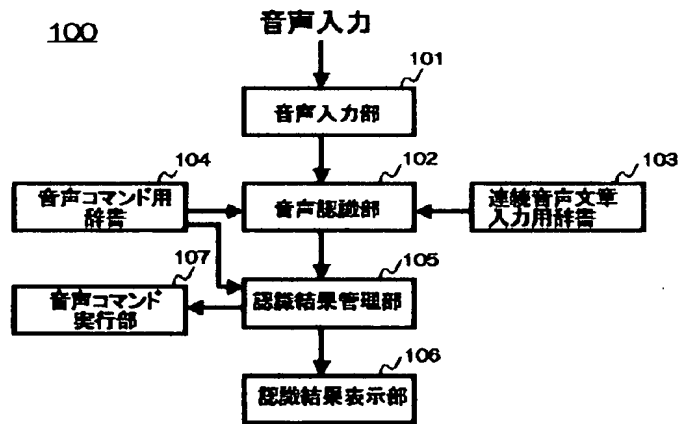 100
音声入力
101
音声入力部
104
102
103
音声コマンド用
辞書
音声認識部
連続音声文章
入力用辞書
107
105
音声コマンド
実行部
認識結果管理部
106
認識結果表示部